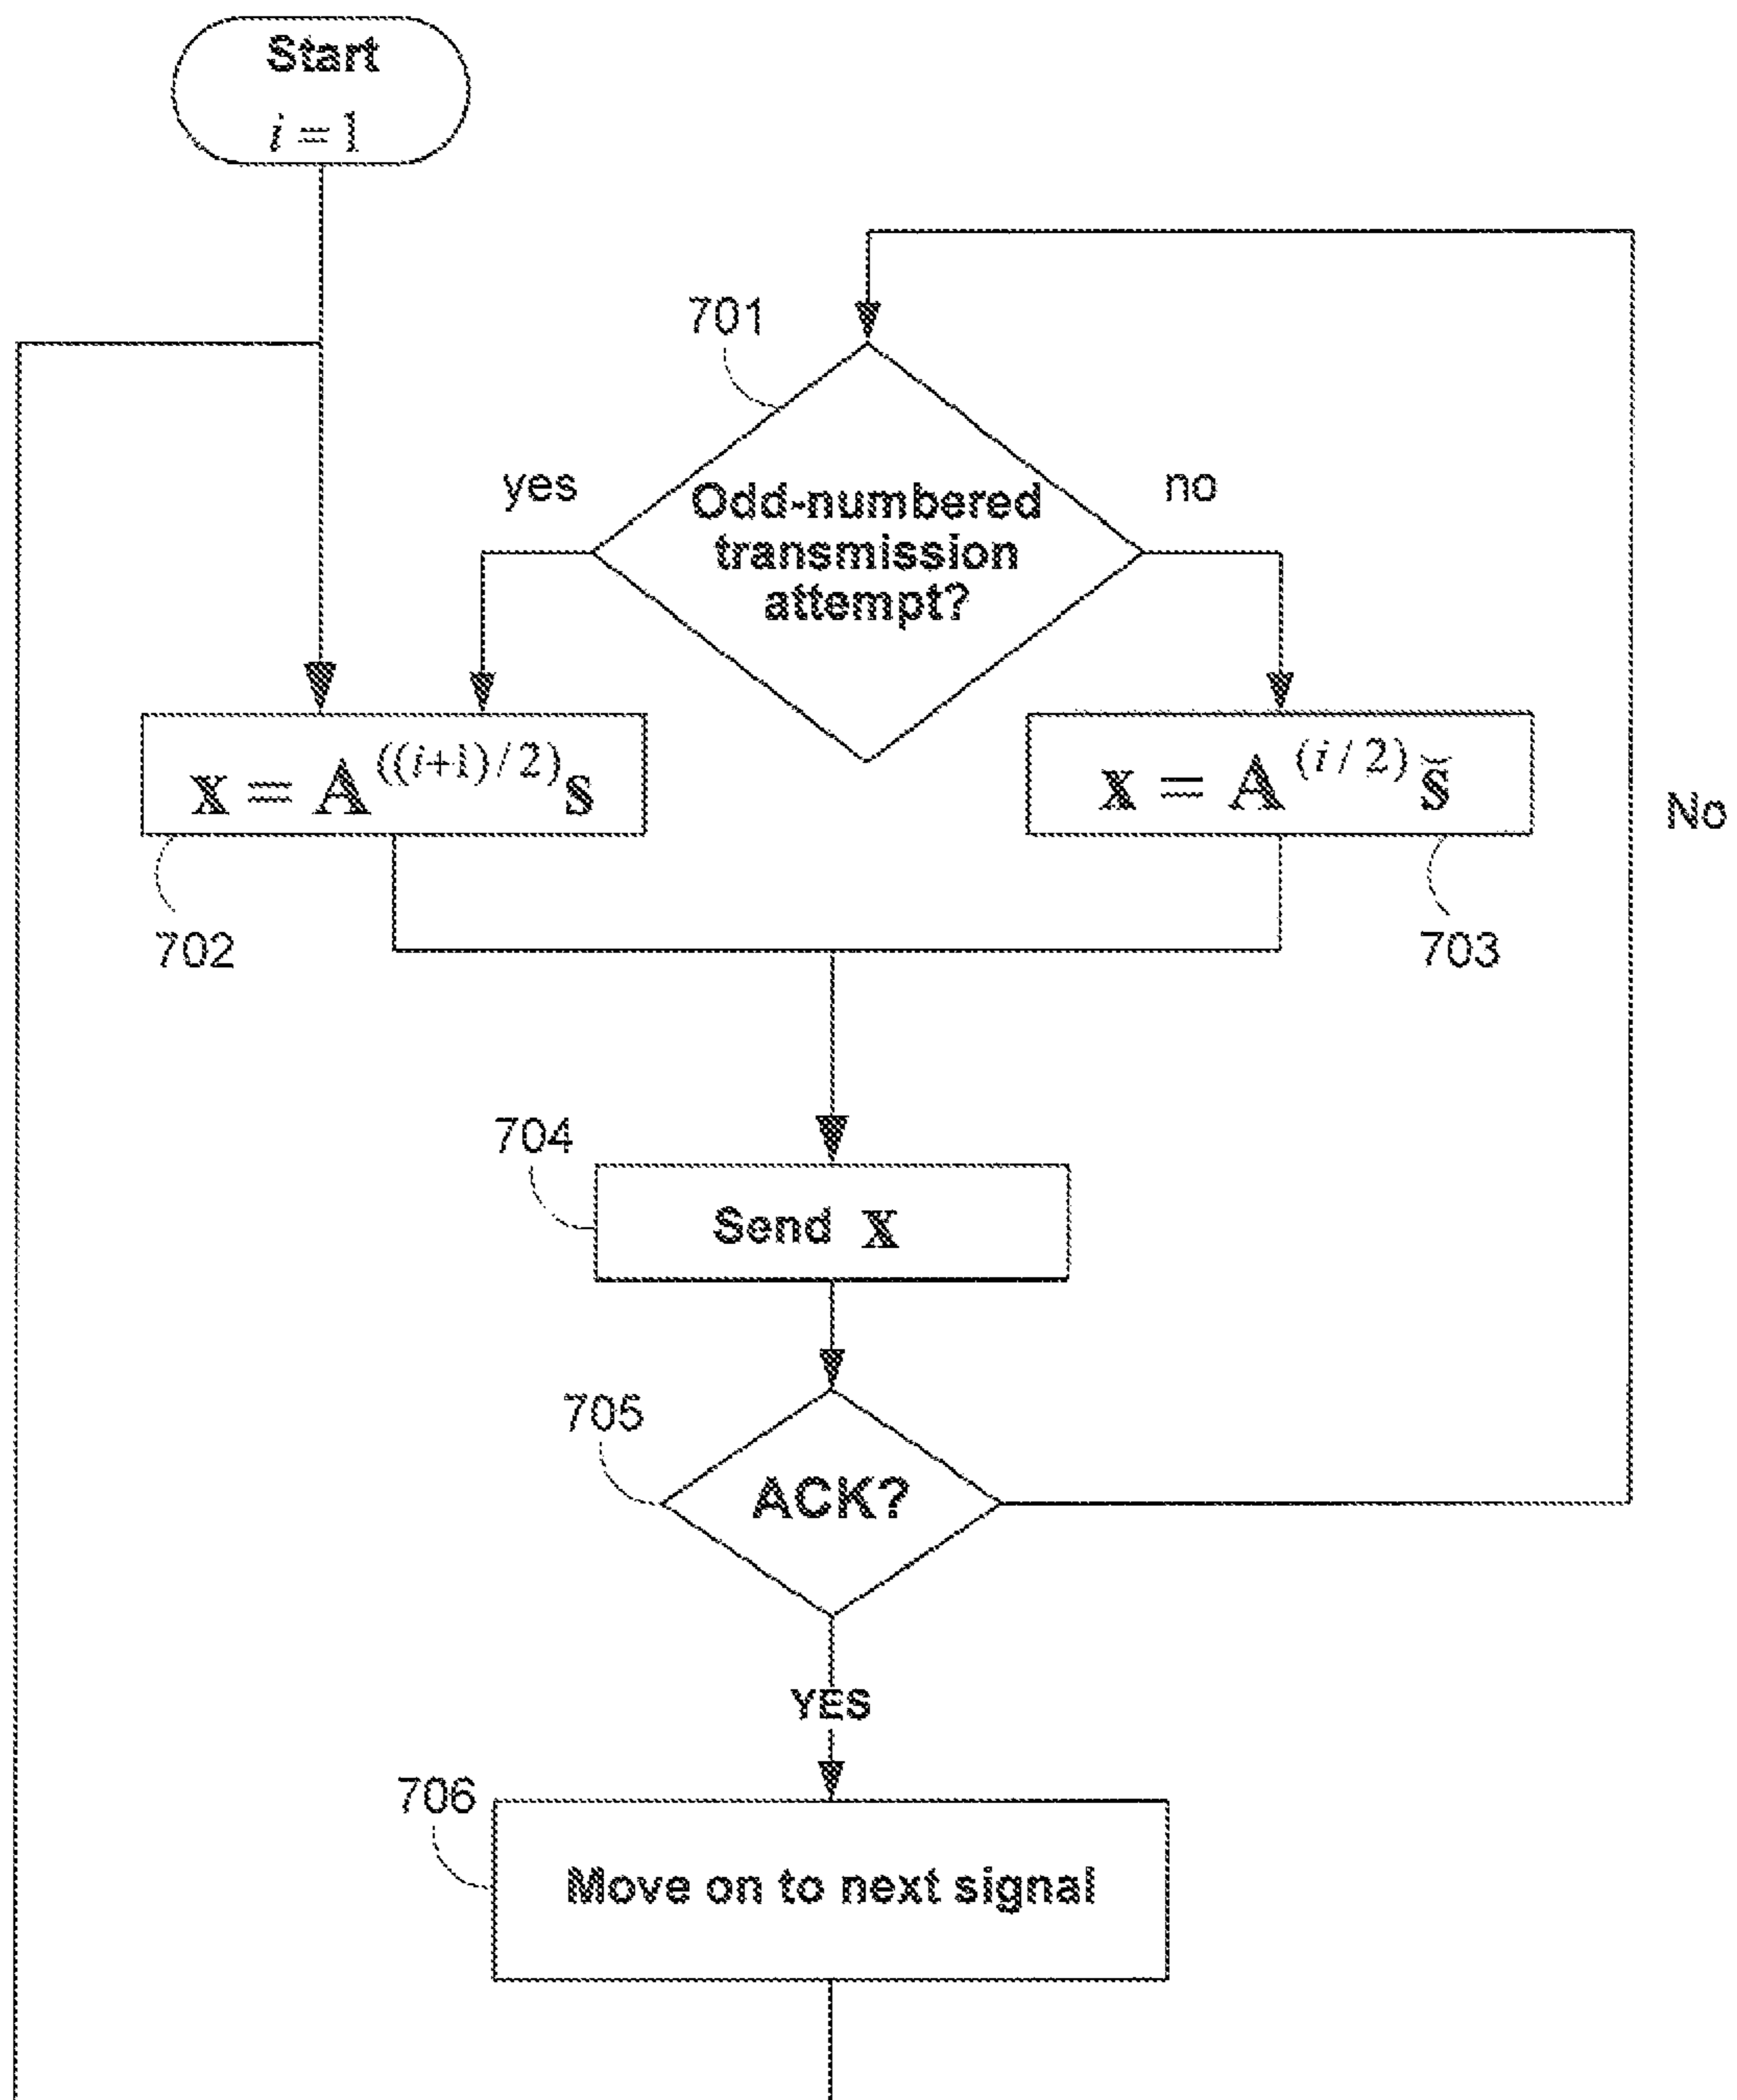 Start
i = 1
701
yes
no
Odd-numbered
transmission
attempt?
x = A^{((i+1)/2)} s
x = A^{(i/2)} s̆
No
702
703
704
Send x
705
ACK?
YES
706
Move on to next signal